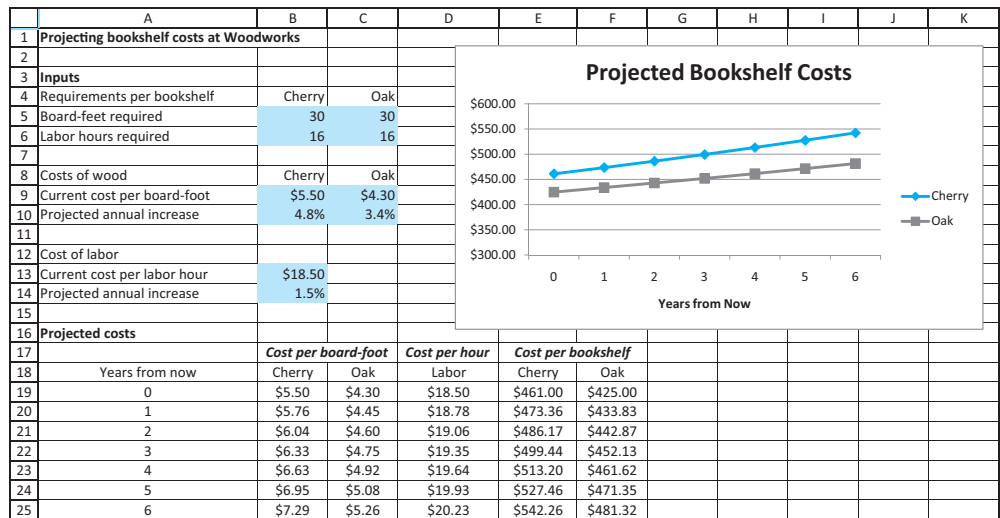 A B C D E F G H I J K
1 Projecting bookshelf costs at Woodworks
2
3 Inputs
4 Requirements per bookshelf Cherry Oak
5 Board-feet required 30 30
6 Labor hours required 16 16
7
8 Costs of wood Cherry Oak
9 Current cost per board-foot $5.50 $4.30
10 Projected annual increase 4.8% 3.4%
11
12 Cost of labor
13 Current cost per labor hour $18.50
14 Projected annual increase 1.5%
15
16 Projected costs
Projected Bookshelf Costs
$600.00
$550.00
$500.00
$450.00
$400.00
$350.00
$300.00
0 1 2 3 4 5 6
Years from Now
Cherry
Oak
17 Cost per board-foot Cost per hour Cost per bookshelf
18 Years from now Cherry Oak Labor Cherry Oak
19 0 $5.50 $4.30 $18.50 $461.00 $425.00
20 1 $5.76 $4.45 $18.78 $473.36 $433.83
21 2 $6.04 $4.60 $19.06 $486.17 $442.87
22 3 $6.33 $4.75 $19.35 $499.44 $452.13
23 4 $6.63 $4.92 $19.64 $513.20 $461.62
24 5 $6.95 $5.08 $19.93 $527.46 $471.35
25 6 $7.29 $5.26 $20.23 $542.26 $481.32